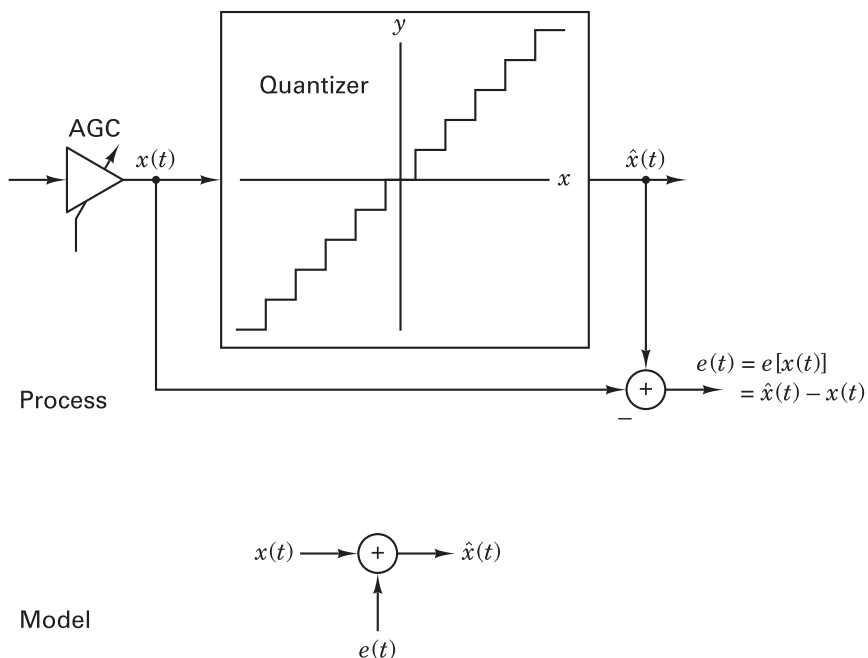 y
Quantizer
AGC
x(t)
x
x̂(t)
e(t) = e[x(t)]
= x̂(t) – x(t)
+
–
Process
x(t)
+
x̂(t)
Model
e(t)